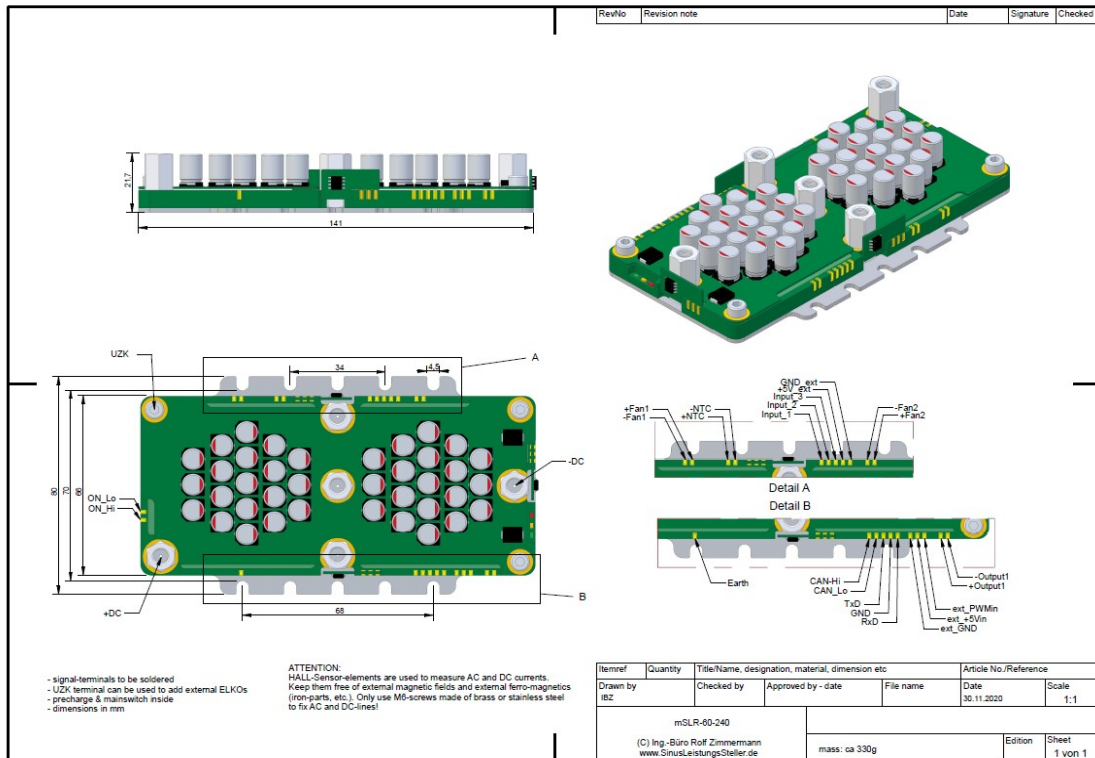 RevNo Revision note Date Signature Checked
21,7
141
UZK
A
34
4,5
80
70
66
ON_Lo
ON_Hi
-DC
+DC
68
B
GND_ext
+5V_ext
Input_3
Input_2
Input_1
+Fan1
-Fan1
-NTC
+NTC
-Fan2
+Fan2
Detail A
Detail B
Earth
CAN-Hi
CAN_Lo
TxD
GND
RxD
-Output1
+Output1
ext_PWMin
ext_+5Vin
ext_GND
- signal-terminals to be soldered
- UZK terminal can be used to add external ELKOs
- precharge & mainswitch inside
- dimensions in mm
ATTENTION:
HALL-Sensor-elements are used to measure AC and DC currents.
Keep them free of external magnetic fields and external ferro-magnetics
(iron-parts, etc.). Only use M6-screws made of brass or stainless steel
to fix AC and DC-lines!
Itemref Quantity Title/Name, designation, material, dimension etc Article No./Reference
Drawn by Checked by Approved by - date File name Date Scale
IBZ 30.11.2020 1:1
mSLR-60-240
(C) Ing.-Büro Rolf Zimmermann
www.SinusLeistungsSteller.de
mass: ca 330g
Edition Sheet
1 von 1